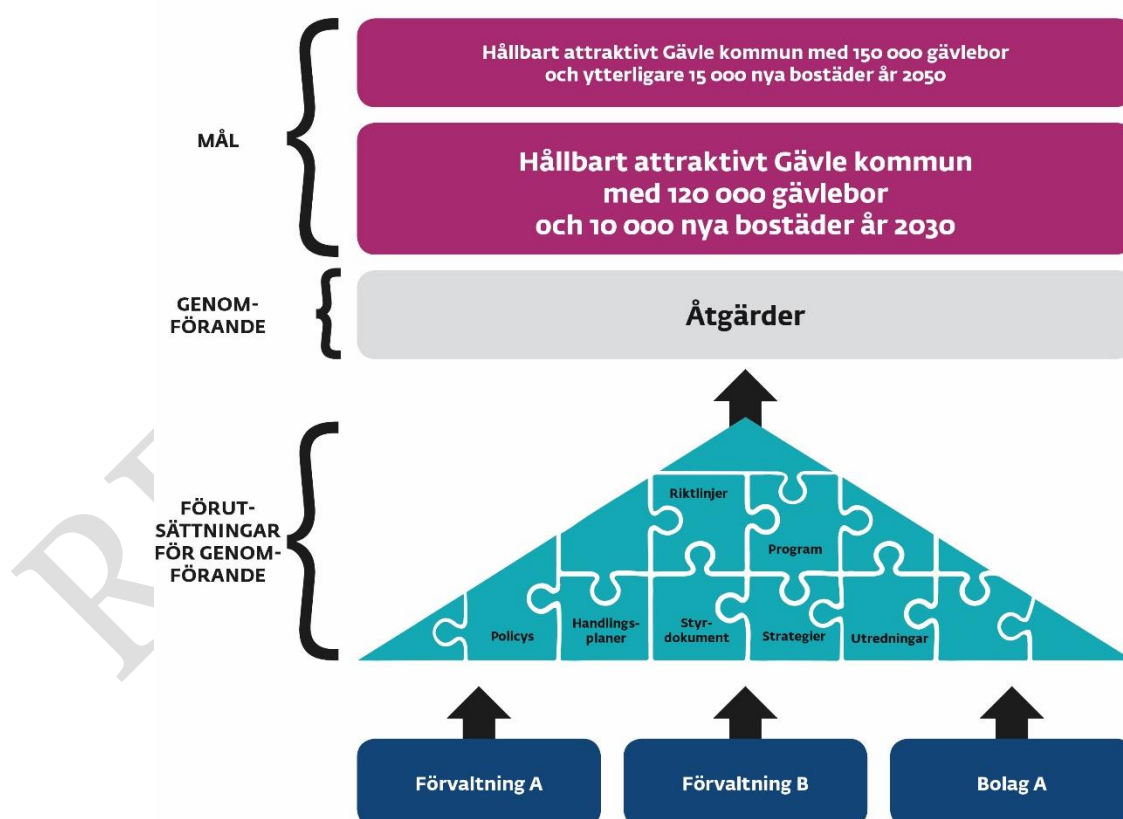 Hållbart attraktivt Gävle kommun med 150 000 gävlebor
och ytterligare 15 000 nya bostäder år 2050
MÅL
Hållbart attraktivt Gävle kommun
med 120 000 gävlebor
och 10 000 nya bostäder år 2030
GENOM-
FÖRANDE
Åtgärder
FÖRUT-
SÄTTNINGAR
FÖR GENOM-
FÖRANDE
Riktlinjer
Program
Policys
Handlings-
planer
Styr-
dokument
Strategier
Utredningar
Förvaltning A
Förvaltning B
Bolag A